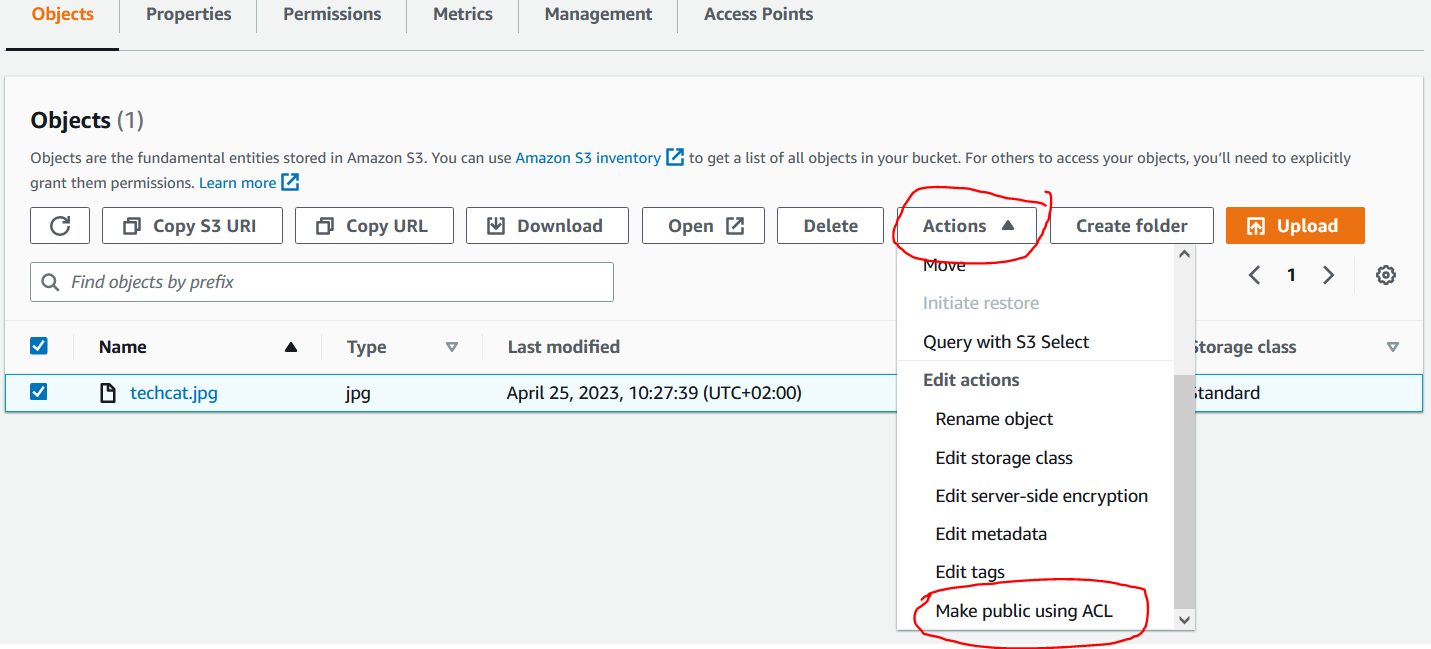 Objects Properties Permissions Metrics Management Access Points
Objects (1)
Objects are the fundamental entities stored in Amazon S3. You can use Amazon S3 inventory to get a list of all objects in your bucket. For others to access your objects, you’ll need to explicitly
grant them permissions. Learn more
Copy S3 URI Copy URL Download Open Delete Actions Create folder Upload
Find objects by prefix 1
Name Type Last modified Storage class
techcat.jpg jpg April 25, 2023, 10:27:39 (UTC+02:00) Standard
Move
Initiate restore
Query with S3 Select
Edit actions
Rename object
Edit storage class
Edit server-side encryption
Edit metadata
Edit tags
Make public using ACL